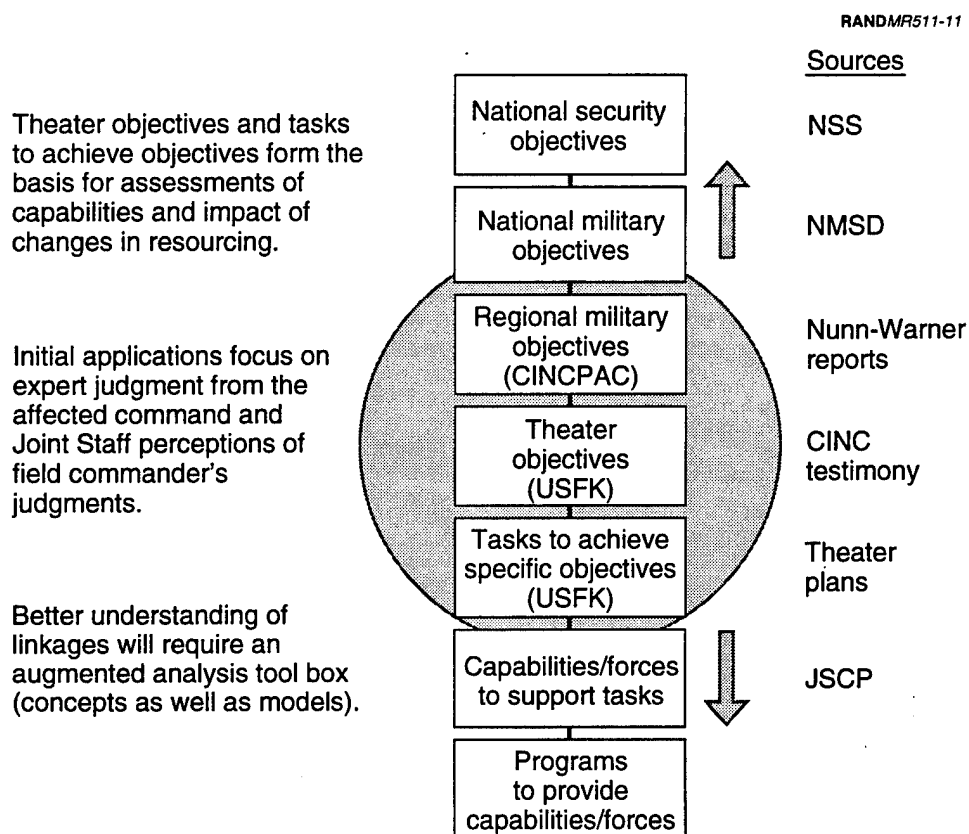 RANDMR511-11
Sources
Theater objectives and tasks
to achieve objectives form the
basis for assessments of
capabilities and impact of
changes in resourcing.
Initial applications focus on
expert judgment from the
affected command and
Joint Staff perceptions of
field commander's
judgments.
Better understanding of
linkages will require an
augmented analysis tool box
(concepts as well as models).
National security
objectives
National military
objectives
Regional military
objectives
(CINCPAC)
Theater
objectives
(USFK)
Tasks to achieve
specific objectives
(USFK)
Capabilities/forces
to support tasks
Programs
to provide
capabilities/forces
NSS
NMSD
Nunn-Warner
reports
CINC
testimony
Theater
plans
JSCP